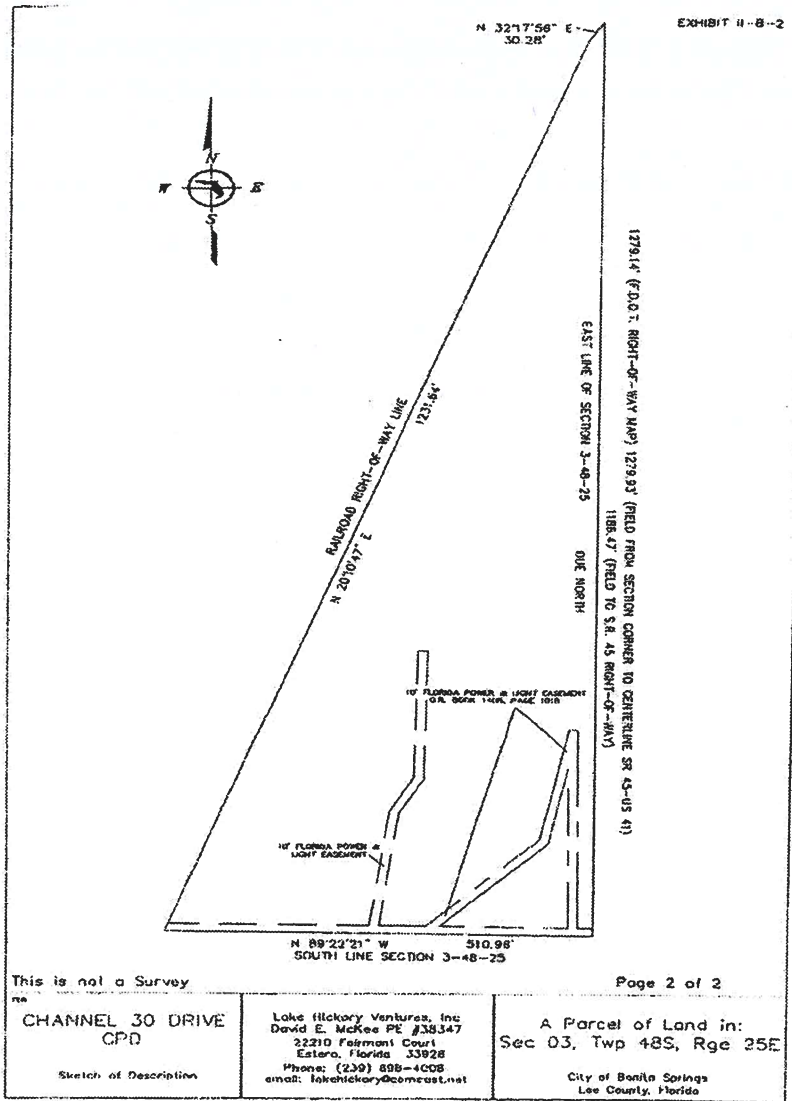 EXHIBIT II-B-2
N 32°17'56" E
30.28'
N
W E
S
1279.14' (F.D.O.T. RIGHT-OF-WAY MAP) 1279.93' (FIELD FROM SECTION CORNER TO CENTERLINE SR 45-US 41)
1186.47' (FIELD TO S.R. 45 RIGHT-OF-WAY)
EAST LINE OF SECTION 3-48-25
DUE NORTH
RAILROAD RIGHT-OF-WAY LINE
1231.64'
N 20°10'47" E
10' FLORIDA POWER & LIGHT EASEMENT
O.R. BOOK PAGE
10' FLORIDA POWER &
LIGHT EASEMENT
N 89°22'21" W 510.96'
SOUTH LINE SECTION 3-48-25
This is not a Survey
Page 2 of 2
CHANNEL 30 DRIVE
CPD
Sketch of Description
Lake Hickory Ventures, Inc
David E. McKee PE #38347
22210 Fairmont Court
Estero, Florida 33928
Phone: (239) 898-4008
email: lakehickory@comcast.net
A Parcel of Land in:
Sec 03, Twp 48S, Rge 25E
City of Bonita Springs
Lee County, Florida